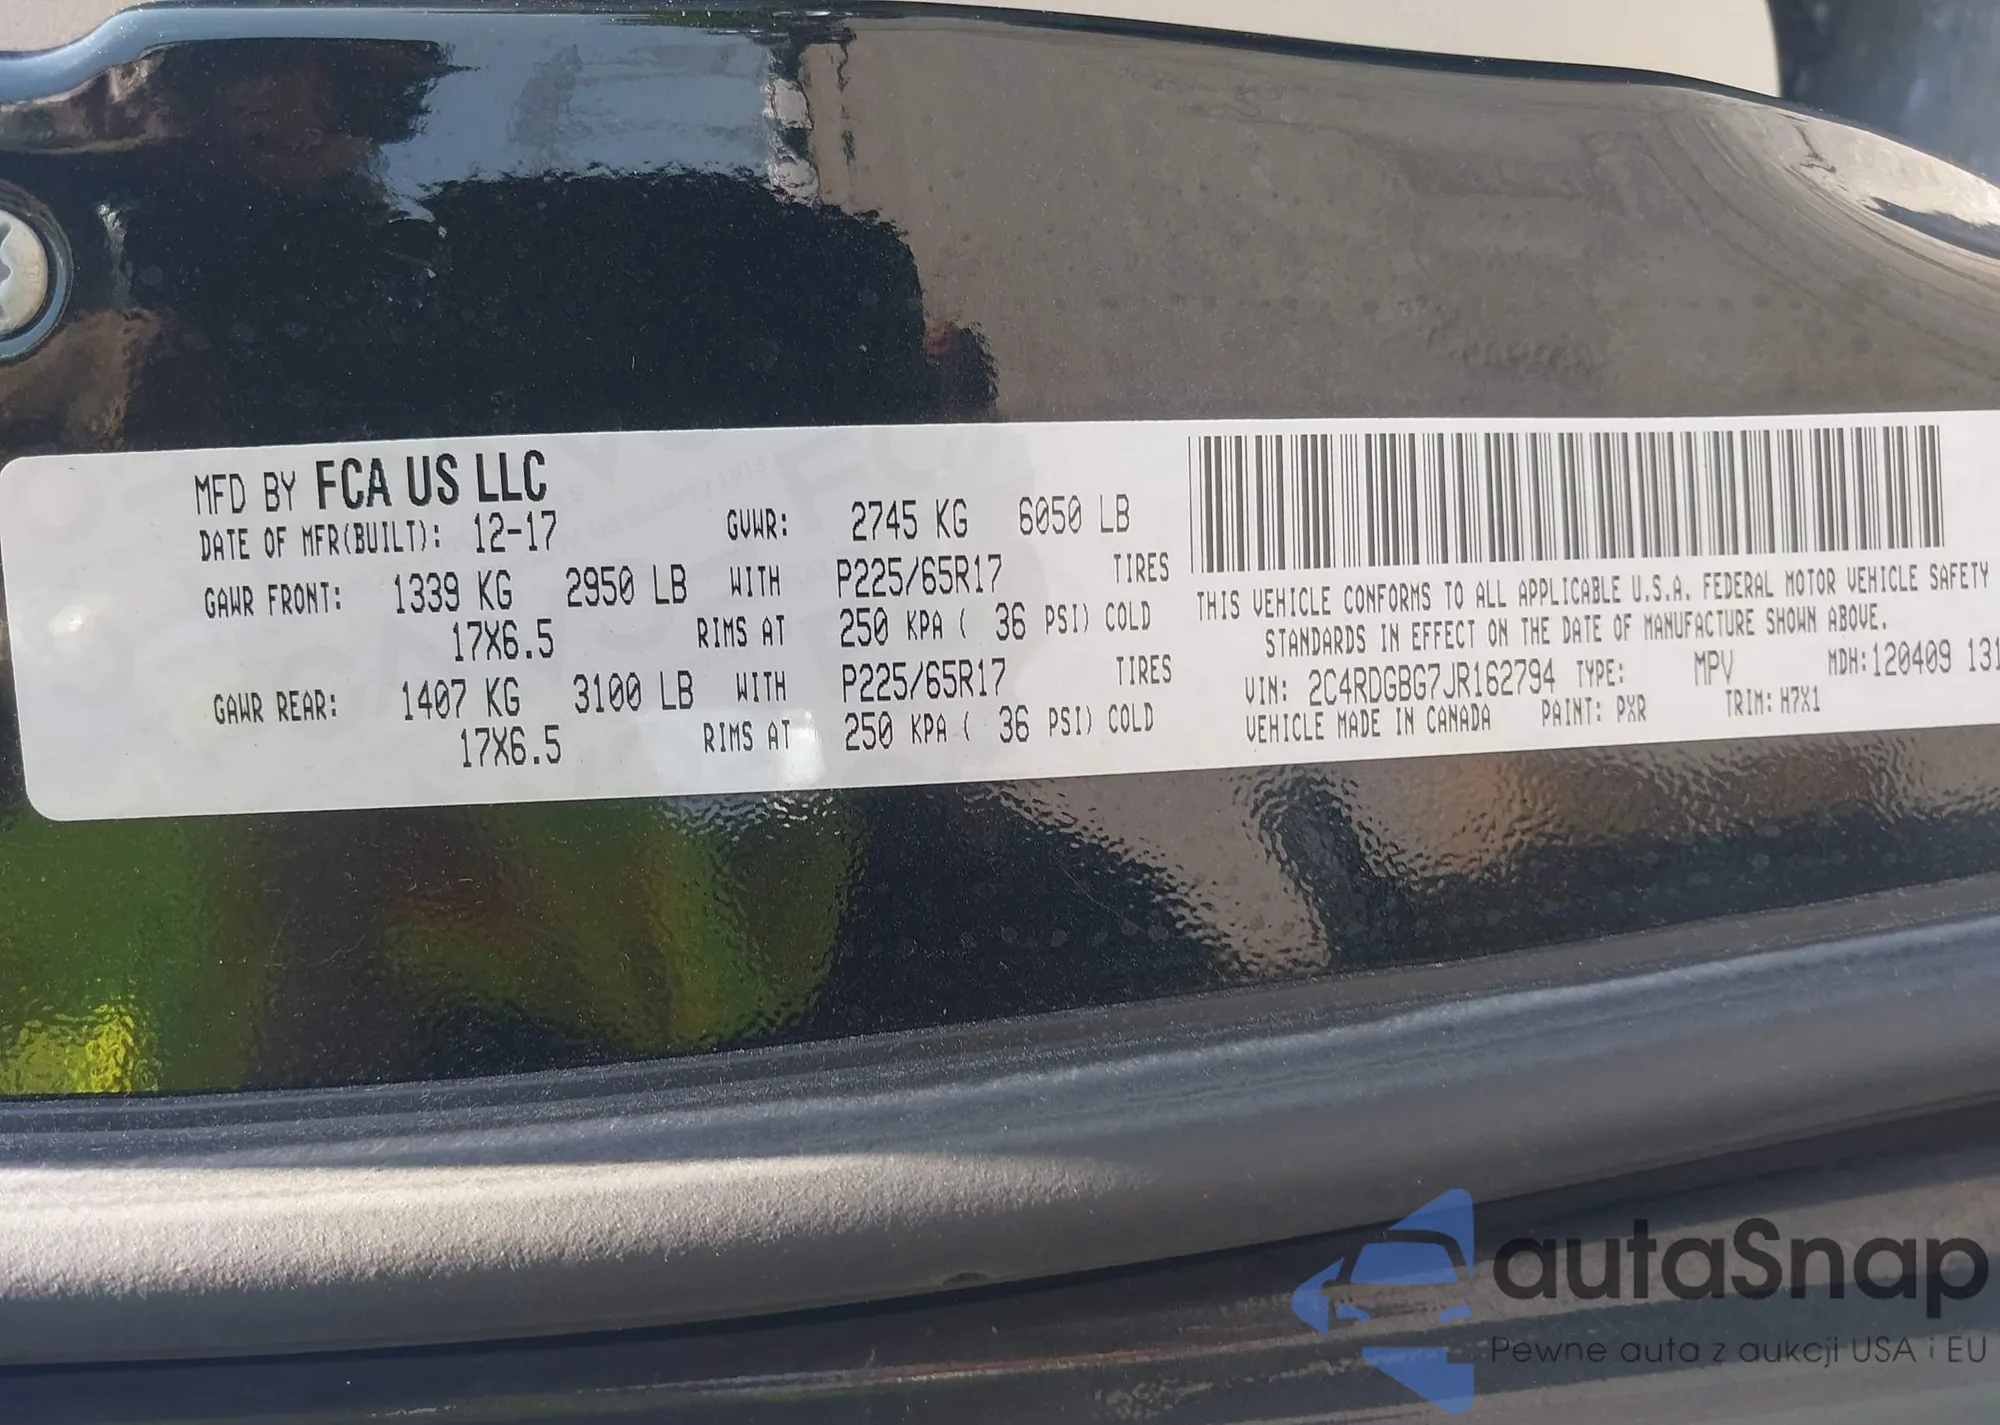 MFD BY FCA US LLC
DATE OF MFR(BUILT): 12-17 GVWR: 2745 KG 6050 LB
GAWR FRONT: 1339 KG 2950 LB WITH P225/65R17 TIRES
17X6.5 RIMS AT 250 KPA ( 36 PSI) COLD
GAWR REAR: 1407 KG 3100 LB WITH P225/65R17 TIRES
17X6.5 RIMS AT 250 KPA ( 36 PSI) COLD
THIS VEHICLE CONFORMS TO ALL APPLICABLE U.S.A. FEDERAL MOTOR VEHICLE SAFETY
STANDARDS IN EFFECT ON THE DATE OF MANUFACTURE SHOWN ABOVE.
VIN: 2C4RDGBG7JR162794 TYPE: MPV MDH:120409 131
VEHICLE MADE IN CANADA PAINT: PXR TRIM: H7X1
autaSnap
Pewne auta z aukcji USA i EU